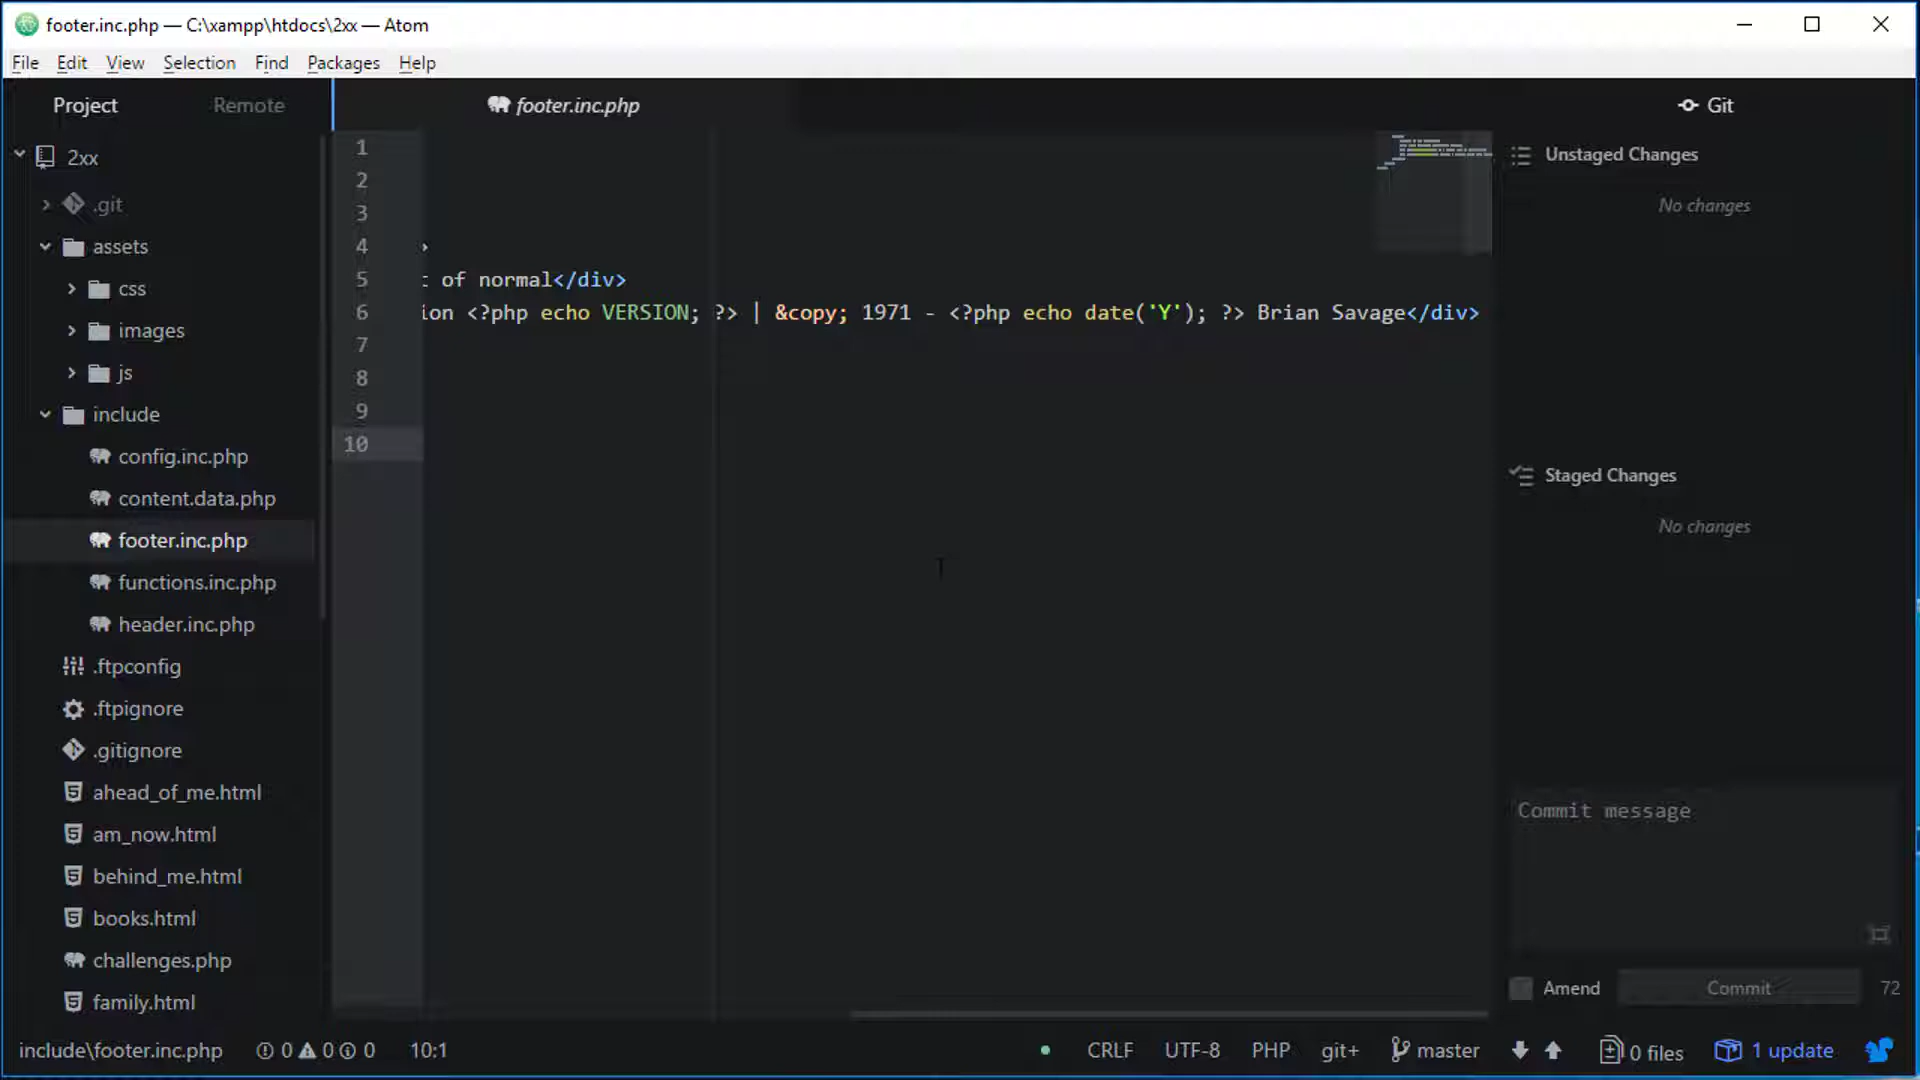 footer.inc.php — C:\xampp\htdocs\2xx — Atom
File Edit View Selection Find Packages Help
Project Remote
footer.inc.php
Git
2xx
.git
assets
css
images
js
include
config.inc.php
content.data.php
footer.inc.php
functions.inc.php
header.inc.php
.ftpconfig
.ftpignore
.gitignore
ahead_of_me.html
am_now.html
behind_me.html
books.html
challenges.php
family.html
1
2
3
4 >
5 t of normal</div>
6 ion <?php echo VERSION; ?> | &copy; 1971 - <?php echo date('Y'); ?> Brian Savage</div>
7
8
9
10
Unstaged Changes
No changes
Staged Changes
No changes
Commit message
Amend Commit 72
include\footer.inc.php 0 0 0 10:1 CRLF UTF-8 PHP git+ master 0 files 1 update